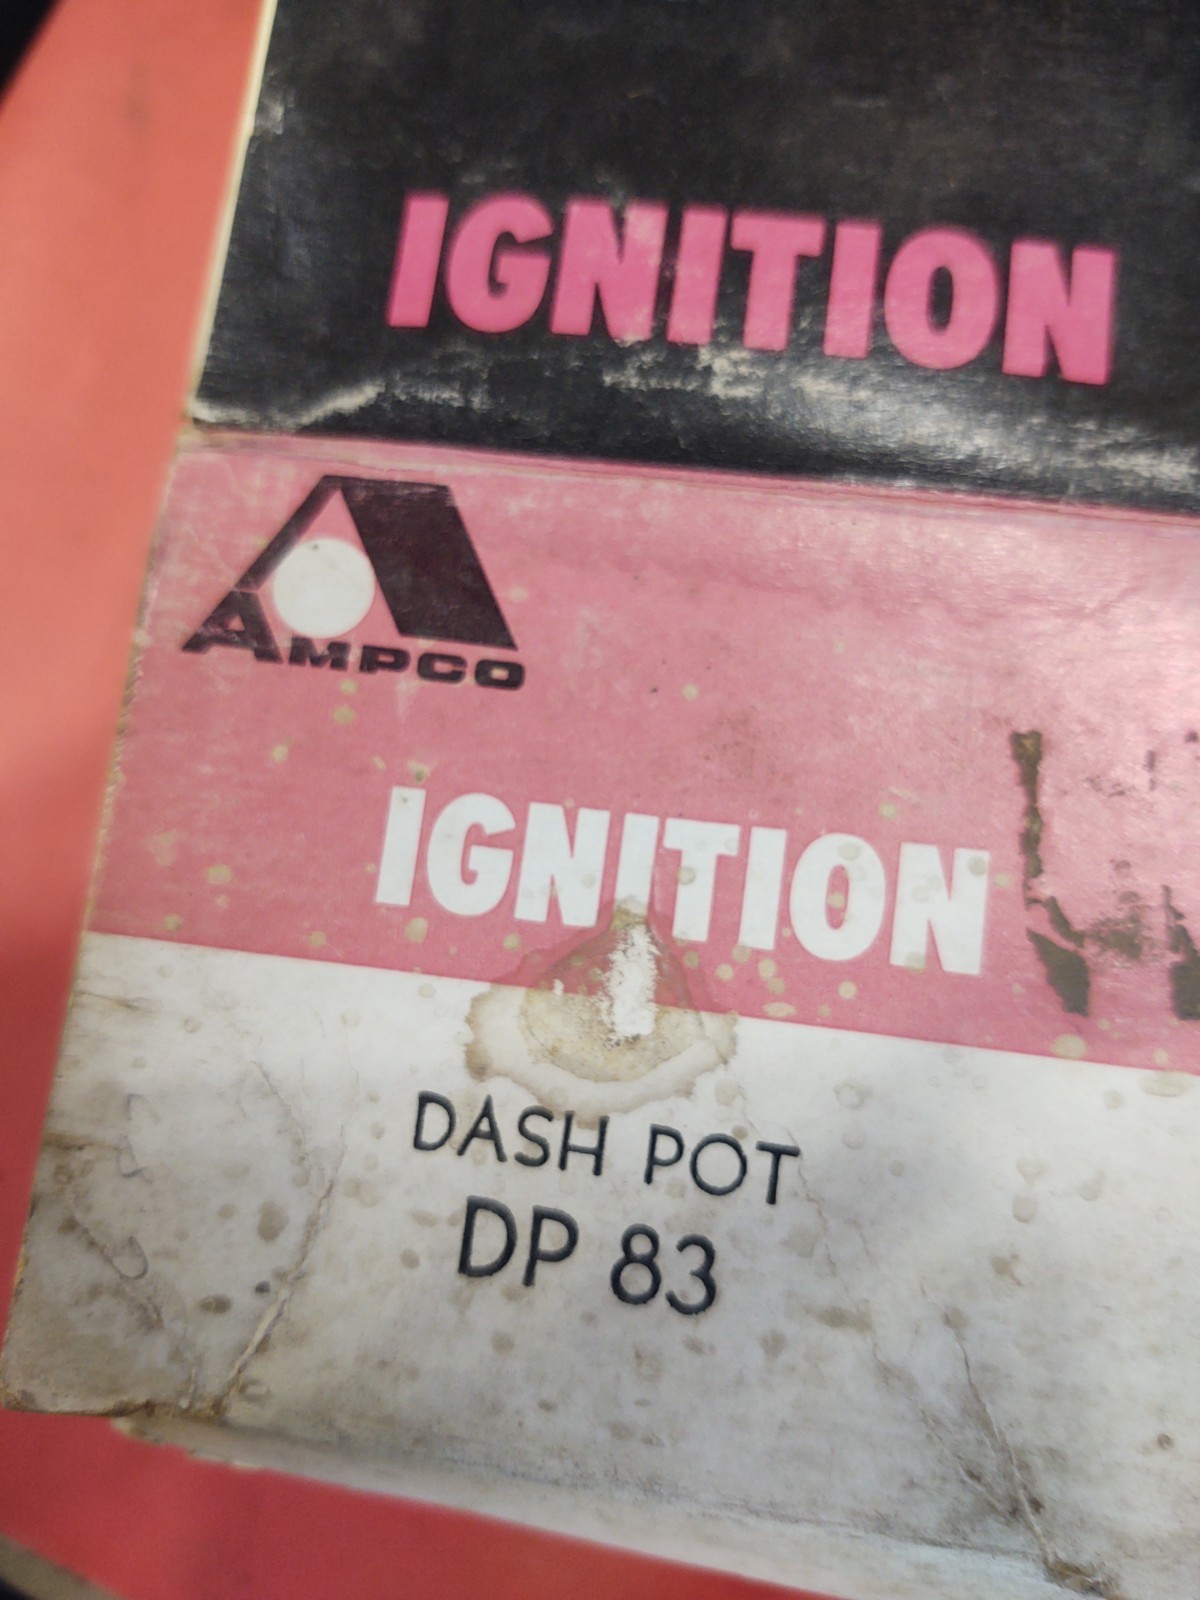 IGNITION
AMPCO
IGNITION
DASH POT
DP 83